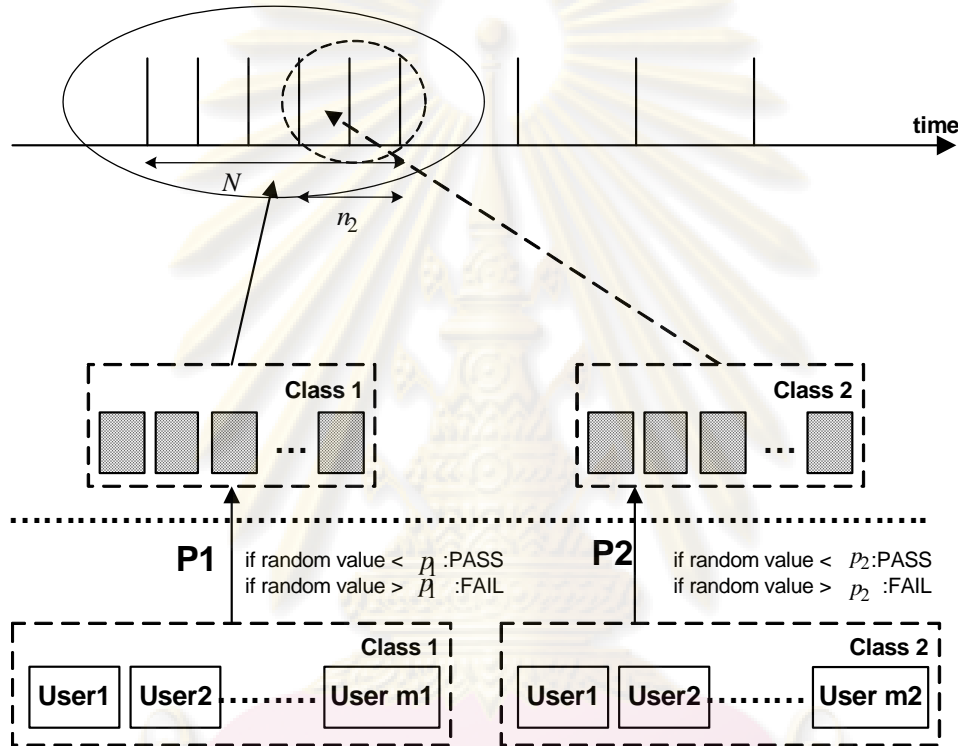 time
N
n2
Class 1
Class 2
...
...
P1
if random value < p1 :PASS
if random value > p1 :FAIL
P2
if random value < p2:PASS
if random value > p2 :FAIL
Class 1
User1 User2 ......... User m1
Class 2
User1 User2 ......... User m2